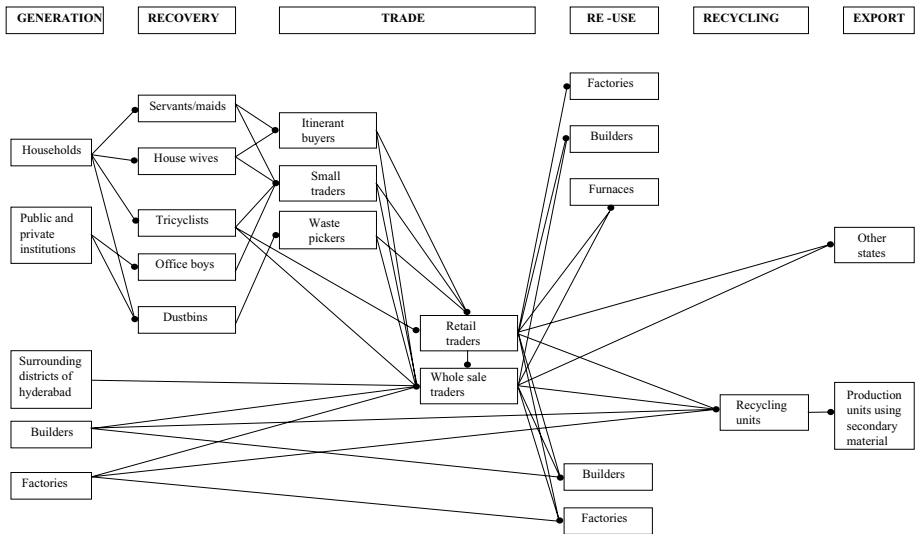 GENERATION
RECOVERY
TRADE
RE -USE
RECYCLING
EXPORT
Households
Public and
private
institutions
Surrounding
districts of
hyderabad
Builders
Factories
Servants/maids
House wives
Tricyclists
Office boys
Dustbins
Itinerant
buyers
Small
traders
Waste
pickers
Retail
traders
Whole sale
traders
Factories
Builders
Furnaces
Builders
Factories
Recycling
units
Other
states
Production
units using
secondary
material